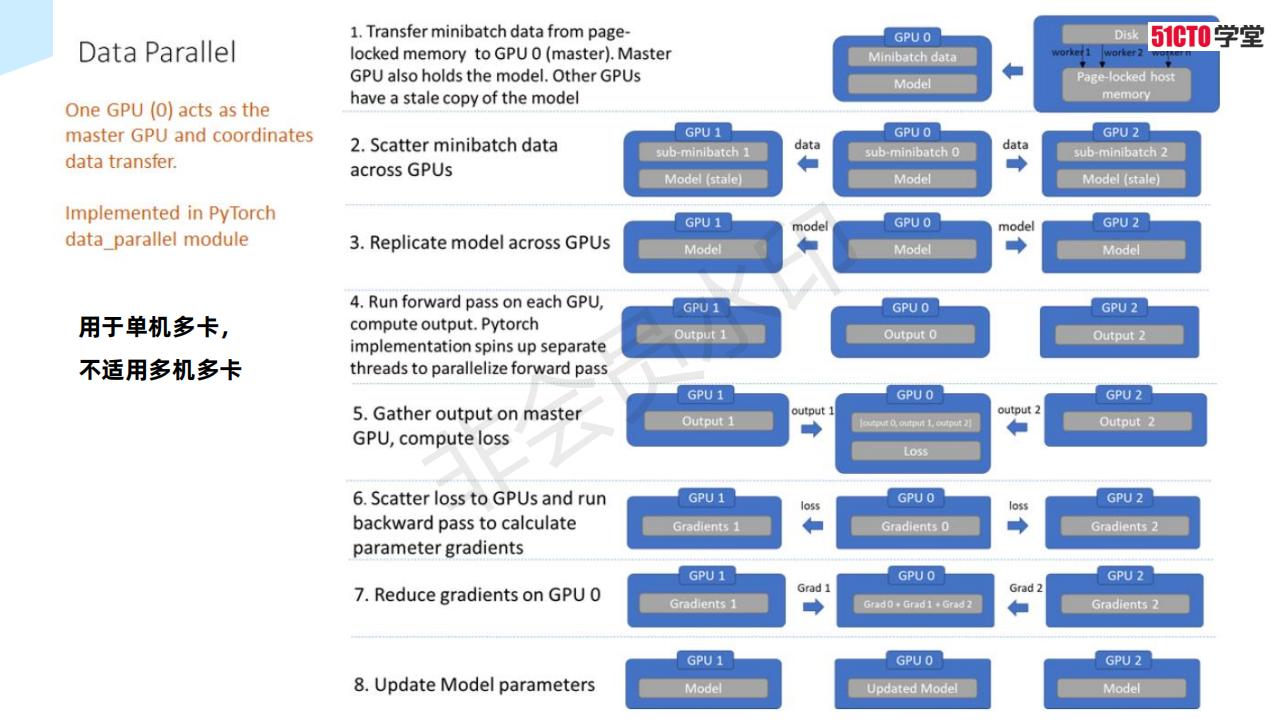 Data Parallel
One GPU (0) acts as the
master GPU and coordinates
data transfer.
Implemented in PyTorch
data_parallel module
用于单机多卡，
不适用多机多卡
51CTO学堂
1. Transfer minibatch data from page-
locked memory to GPU 0 (master). Master
GPU also holds the model. Other GPUs
have a stale copy of the model
GPU 0
Minibatch data
Model
Disk
worker 1 worker 2 worker n
Page-locked host
memory
2. Scatter minibatch data
across GPUs
GPU 1
sub-minibatch 1
Model (stale)
data
GPU 0
sub-minibatch 0
Model
data
GPU 2
sub-minibatch 2
Model (stale)
3. Replicate model across GPUs
GPU 1
Model
model
GPU 0
Model
model
GPU 2
Model
4. Run forward pass on each GPU,
compute output. Pytorch
implementation spins up separate
threads to parallelize forward pass
GPU 1
Output 1
GPU 0
Output 0
GPU 2
Output 2
5. Gather output on master
GPU, compute loss
GPU 1
Output 1
output 1
GPU 0
[output 0, output 1, output 2]
Loss
output 2
GPU 2
Output 2
6. Scatter loss to GPUs and run
backward pass to calculate
parameter gradients
GPU 1
Gradients 1
loss
GPU 0
Gradients 0
loss
GPU 2
Gradients 2
7. Reduce gradients on GPU 0
GPU 1
Gradients 1
Grad 1
GPU 0
Grad 0 + Grad 1 + Grad 2
Grad 2
GPU 2
Gradients 2
8. Update Model parameters
GPU 1
Model
GPU 0
Updated Model
GPU 2
Model
非会员水印